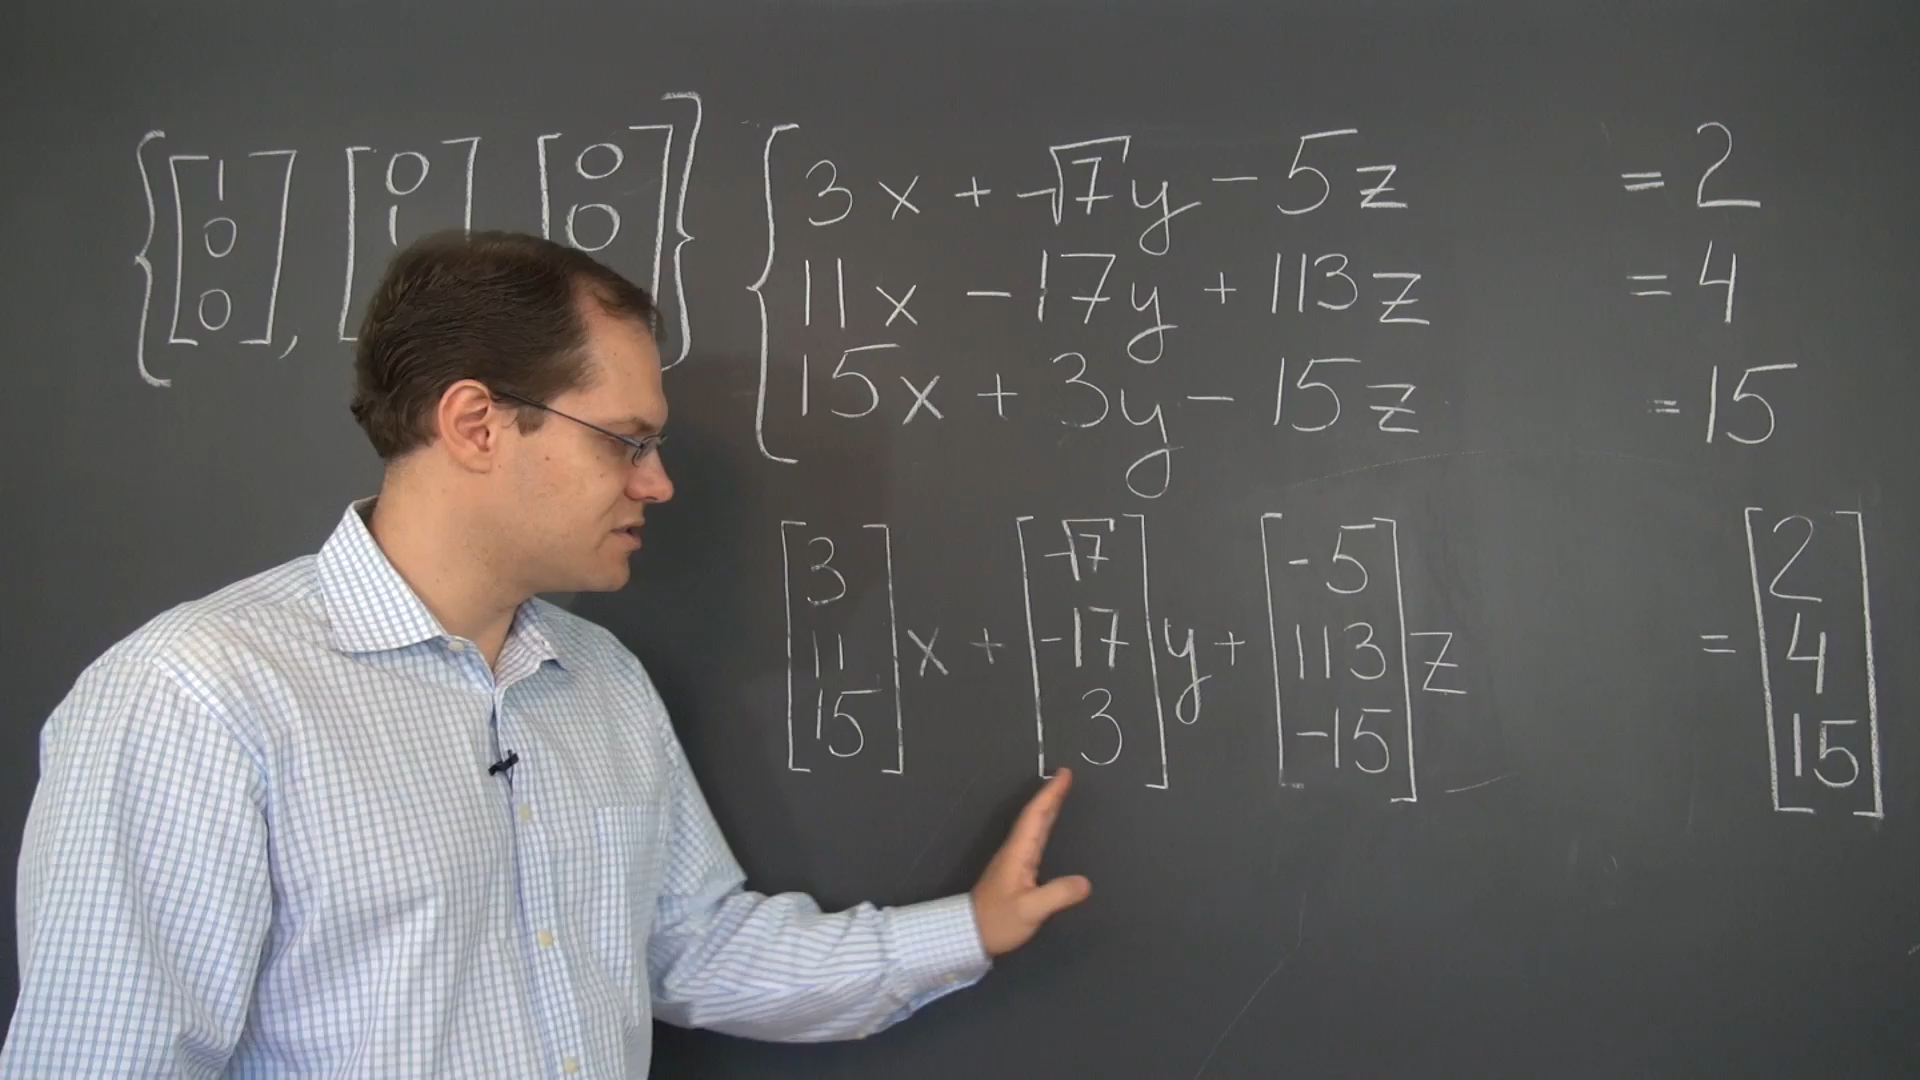 { [1 0 0], [0 1 [0 0 ] }
{ 3x + √7y - 5z = 2
11x - 17y + 113z = 4
15x + 3y - 15z = 15
[3 11 15] x + [√7 -17 3] y + [-5 113 -15] z = [2 4 15]